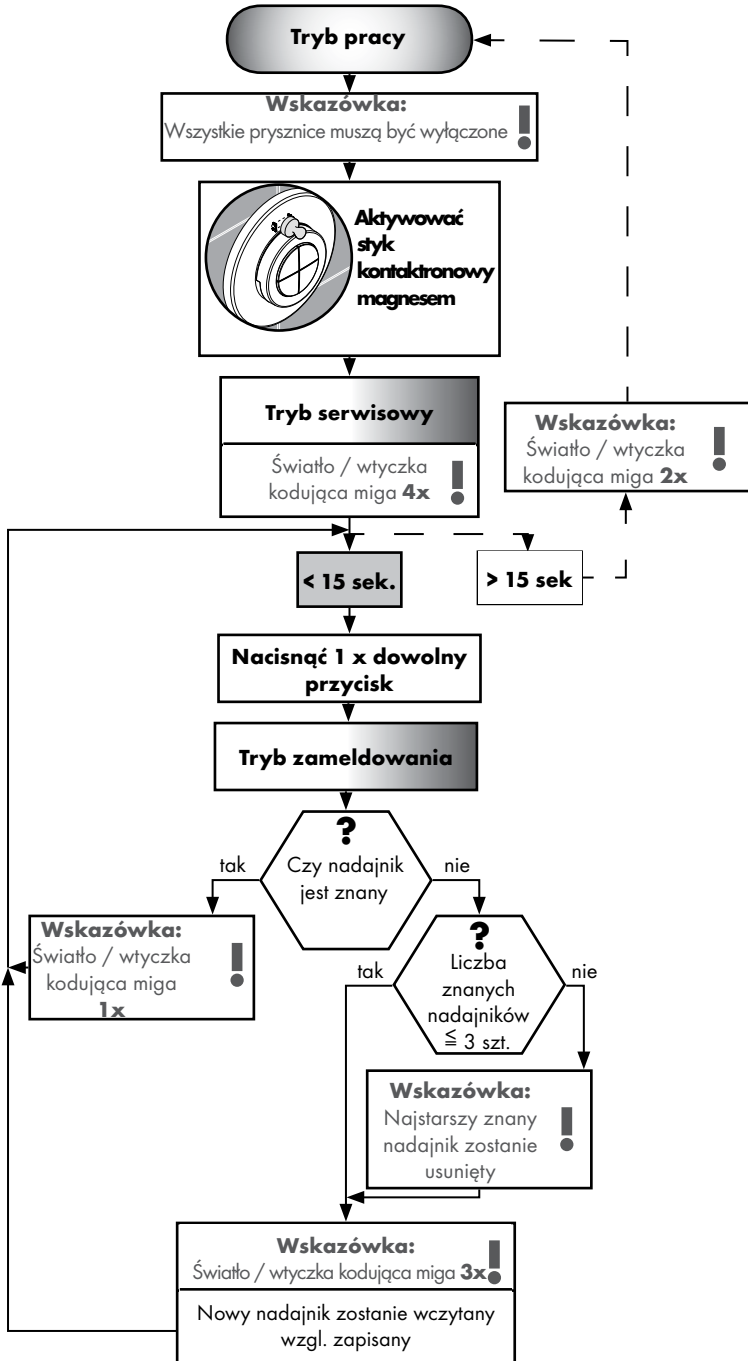 Tryb pracy
Wskazówka:
Wszystkie prysznice muszą być wyłączone
!
Aktywować
styk
kontaktronowy
magnesem
Tryb serwisowy
Światło / wtyczka
kodująca miga 4x
!
Wskazówka:
Światło / wtyczka
kodująca miga 2x
!
< 15 sek.
> 15 sek
Nacisnąć 1 x dowolny
przycisk
Tryb zameldowania
?
Czy nadajnik
jest znany
tak
nie
Wskazówka:
Światło / wtyczka
kodująca miga
1x
!
?
Liczba
znanych
nadajników
≦ 3 szt.
tak
nie
Wskazówka:
Najstarszy znany
nadajnik zostanie
usunięty
!
Wskazówka:
Światło / wtyczka kodująca miga 3x
!
Nowy nadajnik zostanie wczytany
wzgl. zapisany